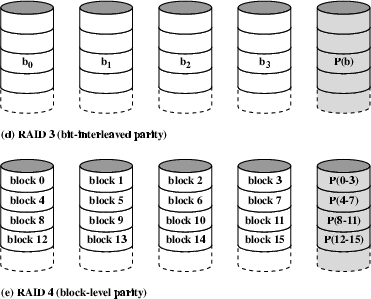 b0 b1 b2 b3 P(b)
(d) RAID 3 (bit-interleaved parity)
block 0 block 1 block 2 block 3 P(0-3)
block 4 block 5 block 6 block 7 P(4-7)
block 8 block 9 block 10 block 11 P(8-11)
block 12 block 13 block 14 block 15 P(12-15)
(e) RAID 4 (block-level parity)